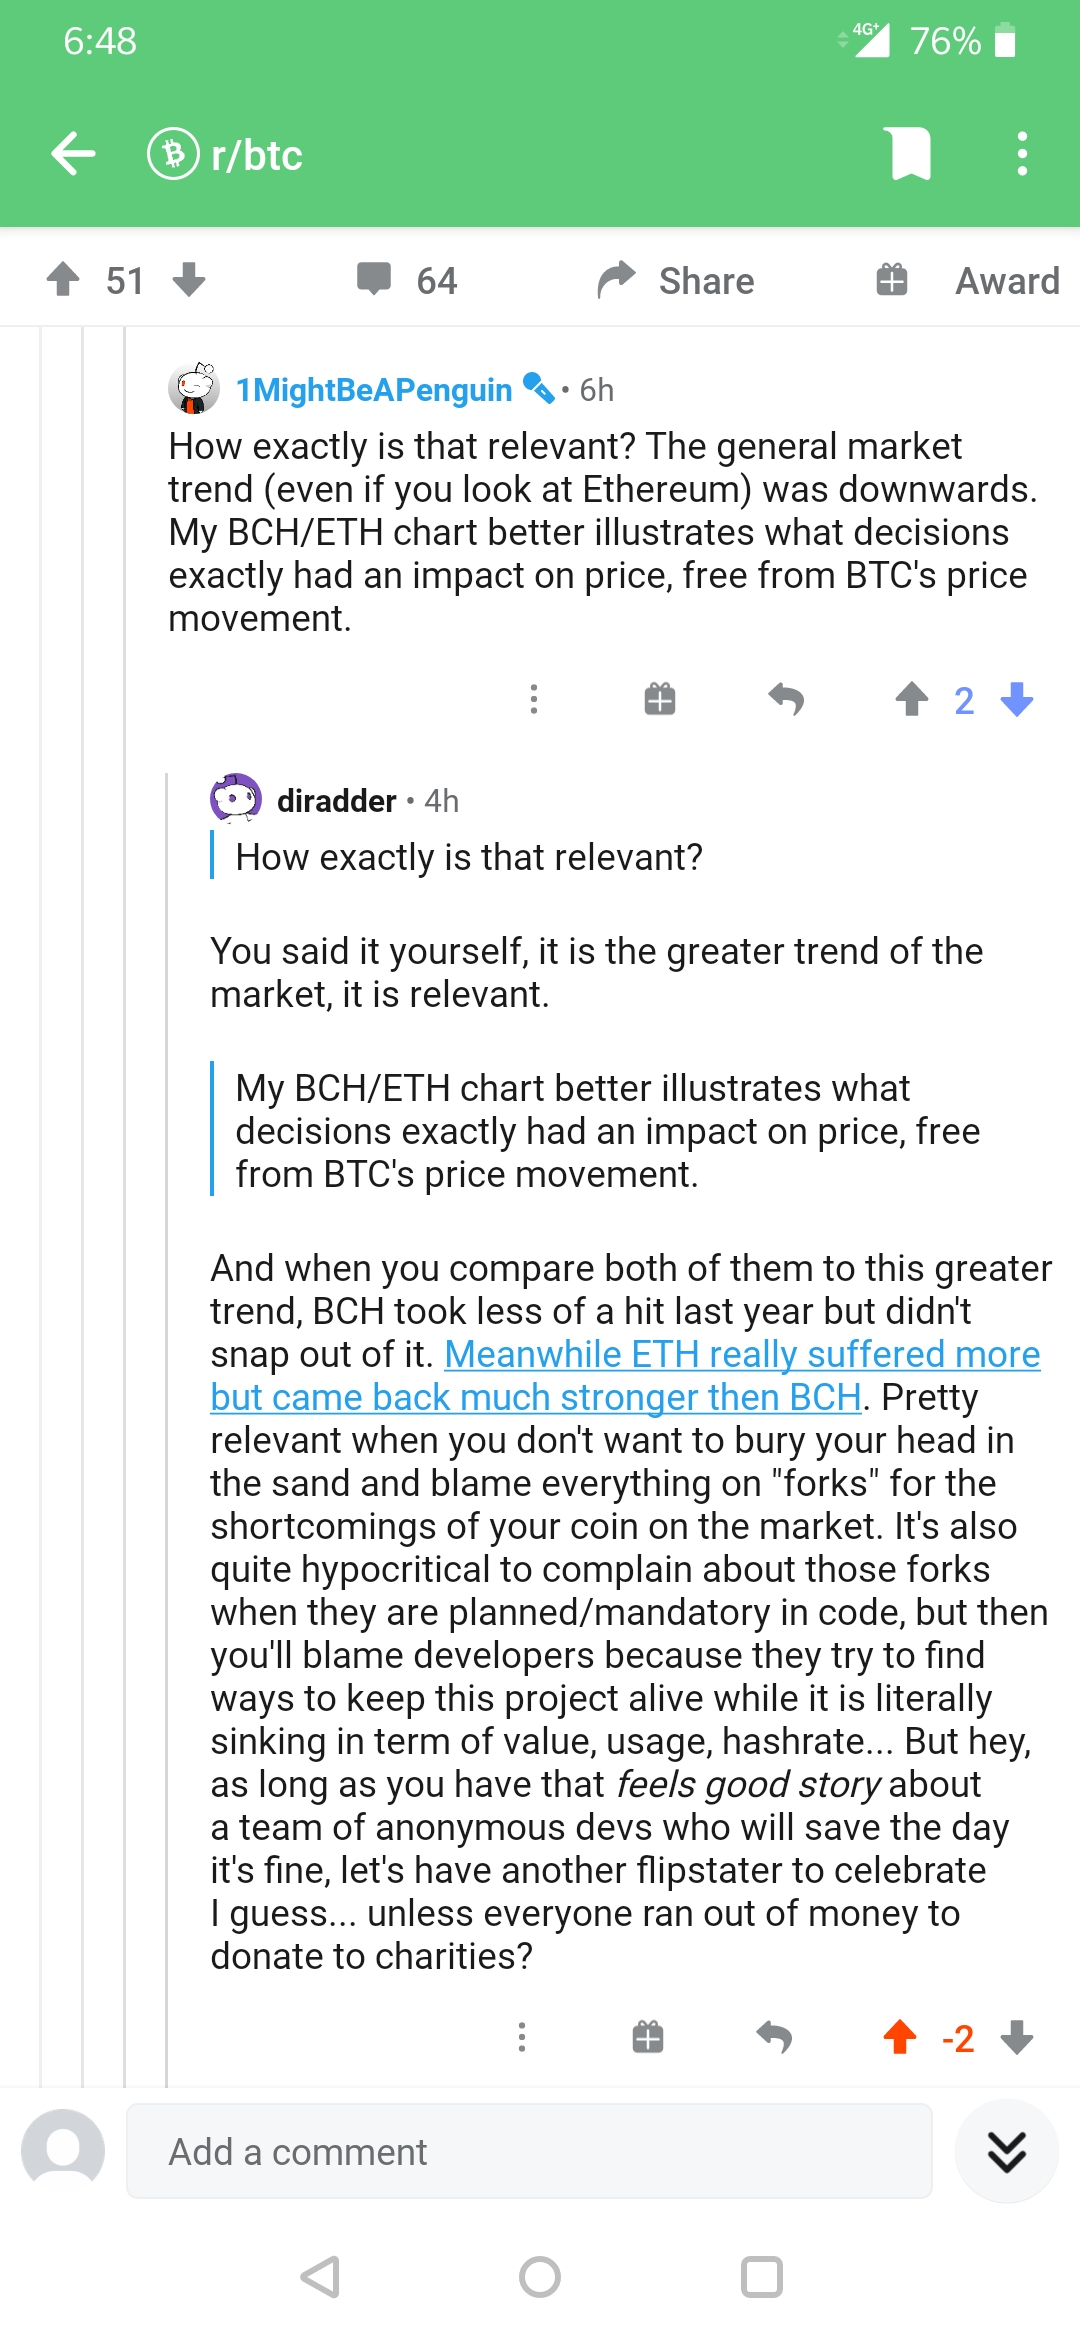 6:48
4G+ 76%
r/btc
51
64
Share
Award
1MightBeAPenguin • 6h
How exactly is that relevant? The general market
trend (even if you look at Ethereum) was downwards.
My BCH/ETH chart better illustrates what decisions
exactly had an impact on price, free from BTC's price
movement.
2
diradder • 4h
How exactly is that relevant?
You said it yourself, it is the greater trend of the
market, it is relevant.
My BCH/ETH chart better illustrates what
decisions exactly had an impact on price, free
from BTC's price movement.
And when you compare both of them to this greater
trend, BCH took less of a hit last year but didn't
snap out of it. Meanwhile ETH really suffered more
but came back much stronger then BCH. Pretty
relevant when you don't want to bury your head in
the sand and blame everything on "forks" for the
shortcomings of your coin on the market. It's also
quite hypocritical to complain about those forks
when they are planned/mandatory in code, but then
you'll blame developers because they try to find
ways to keep this project alive while it is literally
sinking in term of value, usage, hashrate... But hey,
as long as you have that feels good story about
a team of anonymous devs who will save the day
it's fine, let's have another flipstater to celebrate
I guess... unless everyone ran out of money to
donate to charities?
-2
Add a comment